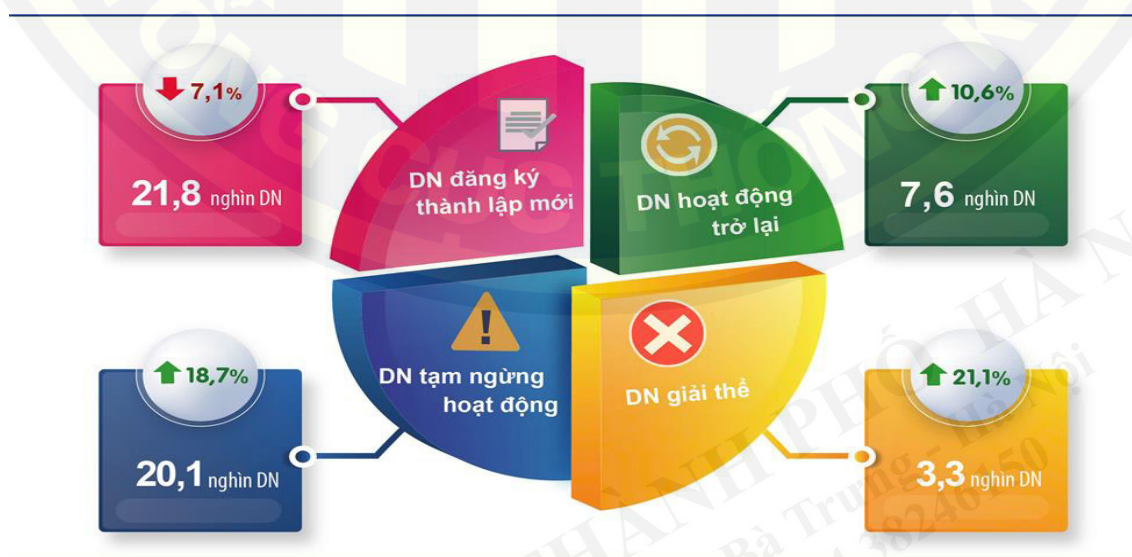 7,1%
21,8 nghìn DN
DN đăng ký
thành lập mới
DN hoạt động
trở lại
10,6%
7,6 nghìn DN
18,7%
20,1 nghìn DN
DN tạm ngừng
hoạt động
DN giải thể
21,1%
3,3 nghìn DN